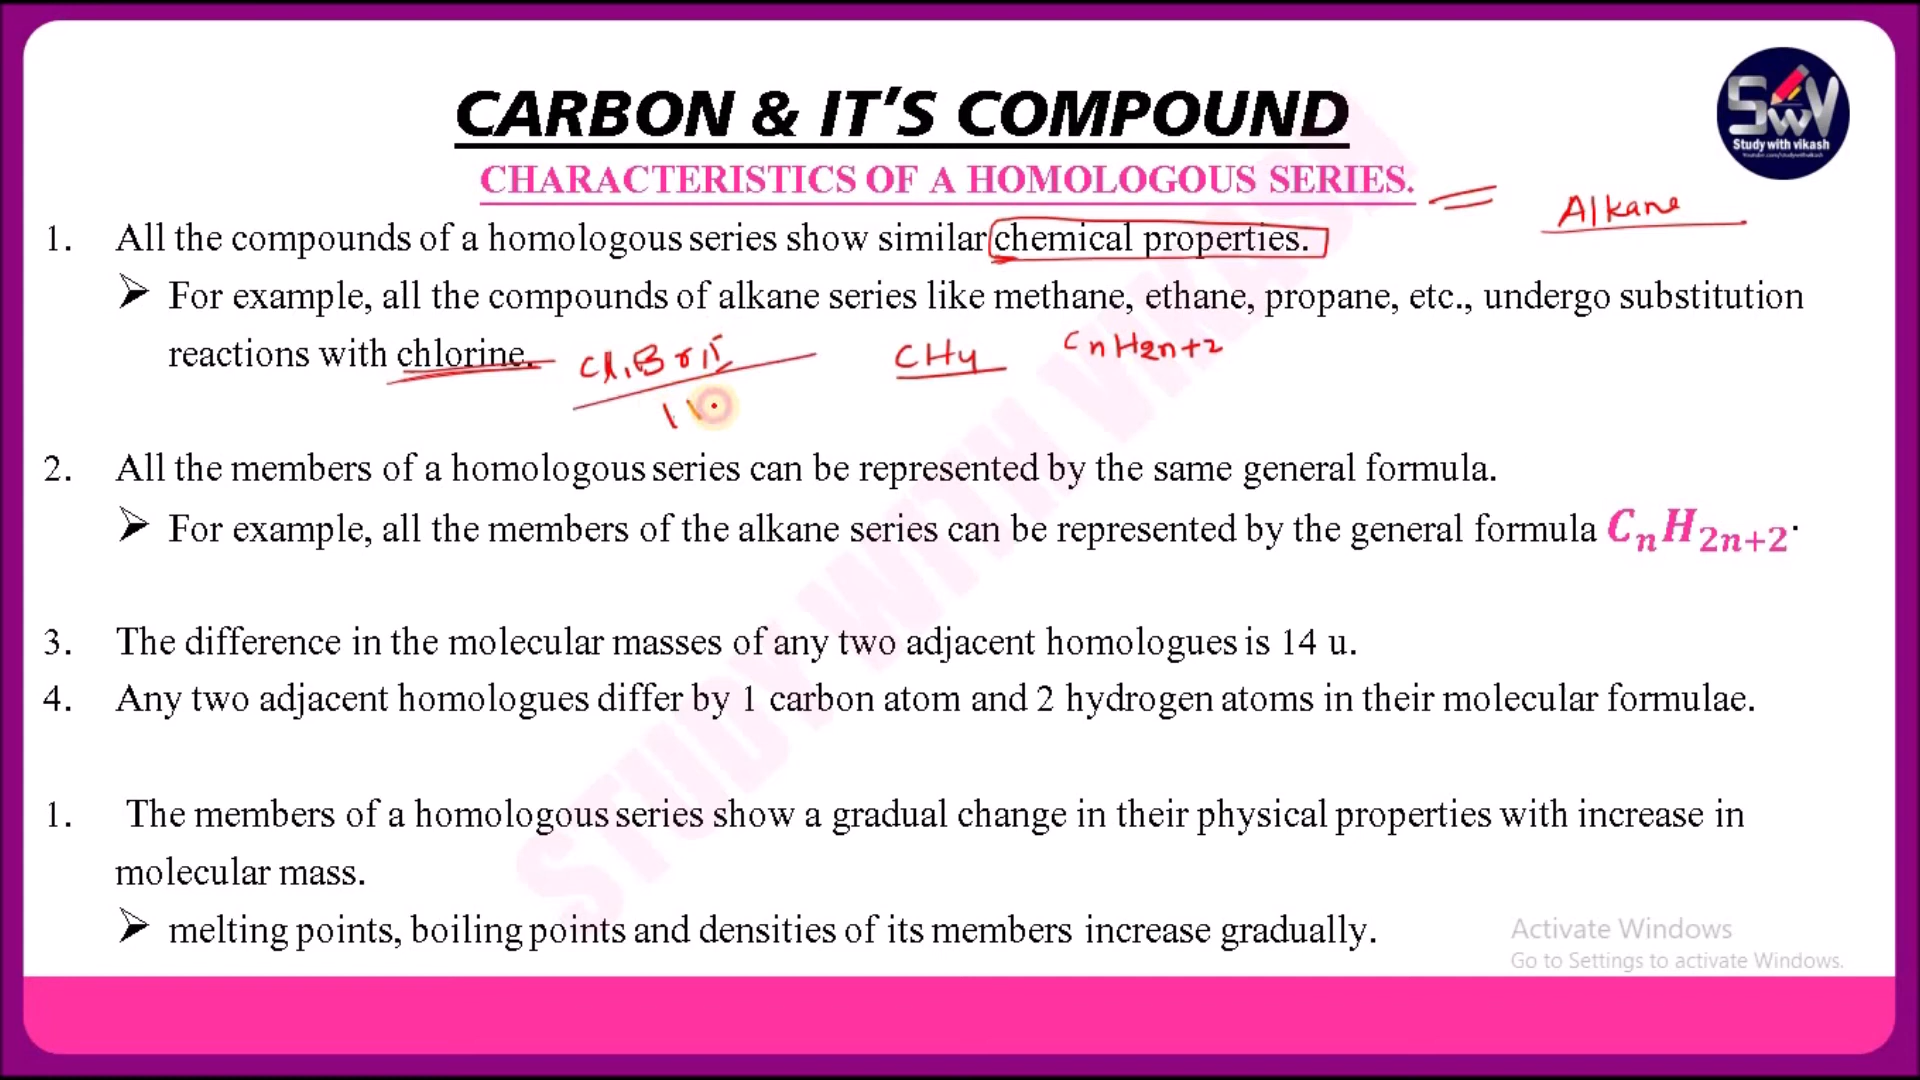 CARBON & IT'S COMPOUND
SWV
Study with vikash
CHARACTERISTICS OF A HOMOLOGOUS SERIES.
Alkane
1. All the compounds of a homologous series show similar chemical properties.
➤ For example, all the compounds of alkane series like methane, ethane, propane, etc., undergo substitution
reactions with chlorine.
CH4
CnH2n+2
2. All the members of a homologous series can be represented by the same general formula.
➤ For example, all the members of the alkane series can be represented by the general formula CnH2n+2.
3. The difference in the molecular masses of any two adjacent homologues is 14 u.
4. Any two adjacent homologues differ by 1 carbon atom and 2 hydrogen atoms in their molecular formulae.
1. The members of a homologous series show a gradual change in their physical properties with increase in
molecular mass.
➤ melting points, boiling points and densities of its members increase gradually.
STUDY WITH VIKASH
Activate Windows
Go to Settings to activate Windows.